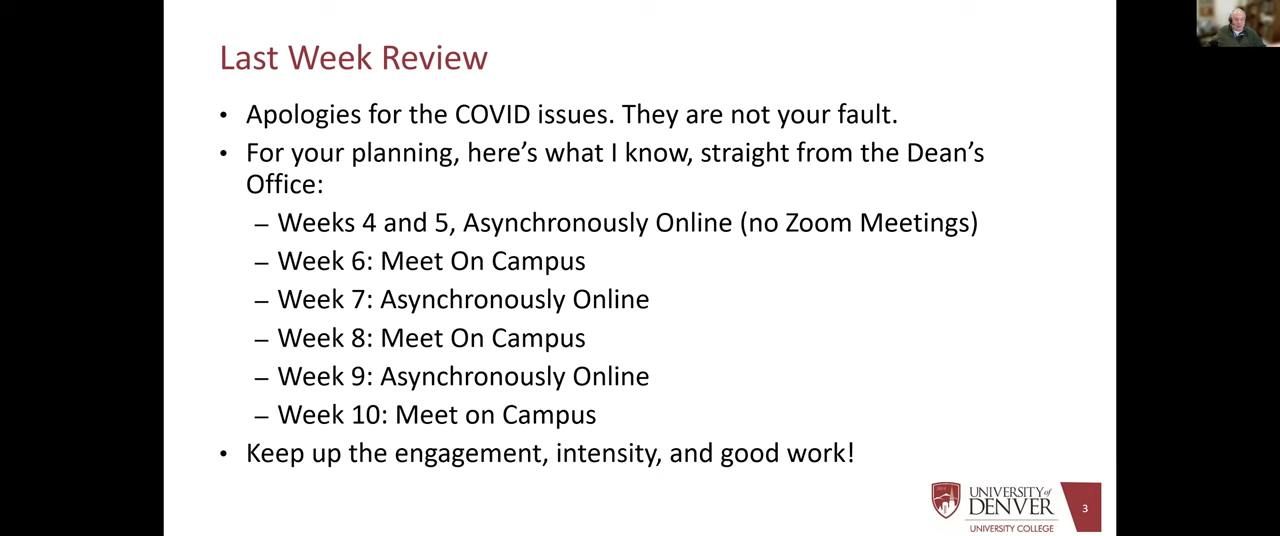 Last Week Review
• Apologies for the COVID issues. They are not your fault.
• For your planning, here's what I know, straight from the Dean's
Office:
– Weeks 4 and 5, Asynchronously Online (no Zoom Meetings)
– Week 6: Meet On Campus
– Week 7: Asynchronously Online
– Week 8: Meet On Campus
– Week 9: Asynchronously Online
– Week 10: Meet on Campus
• Keep up the engagement, intensity, and good work!
UNIVERSITY of
DENVER
UNIVERSITY COLLEGE
3